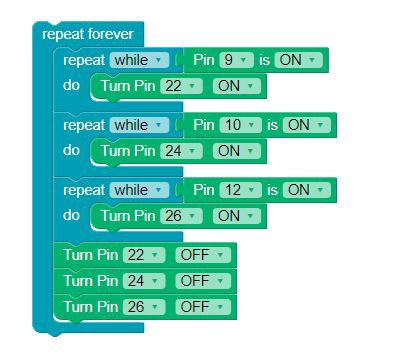 repeat forever
repeat while Pin 9 is ON
do Turn Pin 22 ON
repeat while Pin 10 is ON
do Turn Pin 24 ON
repeat while Pin 12 is ON
do Turn Pin 26 ON
Turn Pin 22 OFF
Turn Pin 24 OFF
Turn Pin 26 OFF